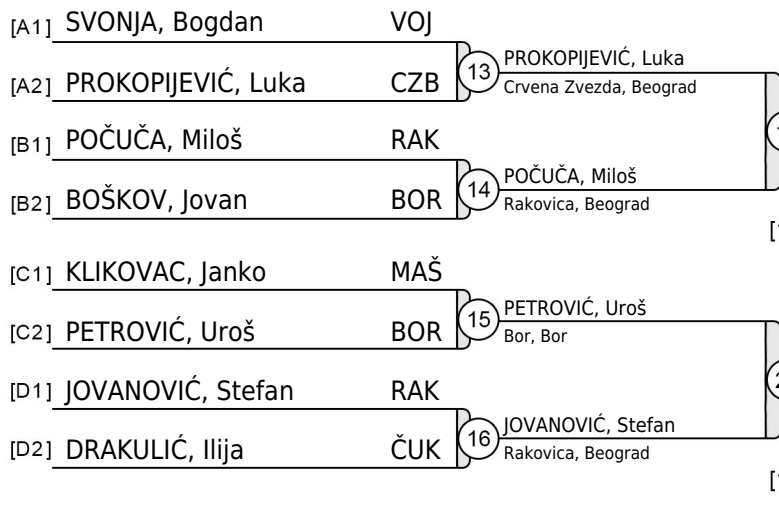 [A1] SVONJA, Bogdan VOJ
[A2] PROKOPIJEVIĆ, Luka CZB
13 PROKOPIJEVIĆ, Luka
Crvena Zvezda, Beograd
[B1] POČUČA, Miloš RAK
[B2] BOŠKOV, Jovan BOR
14 POČUČA, Miloš
Rakovica, Beograd
[C1] KLIKOVAC, Janko MAŠ
[C2] PETROVIĆ, Uroš BOR
15 PETROVIĆ, Uroš
Bor, Bor
[D1] JOVANOVIĆ, Stefan RAK
[D2] DRAKULIĆ, Ilija ČUK
16 JOVANOVIĆ, Stefan
Rakovica, Beograd